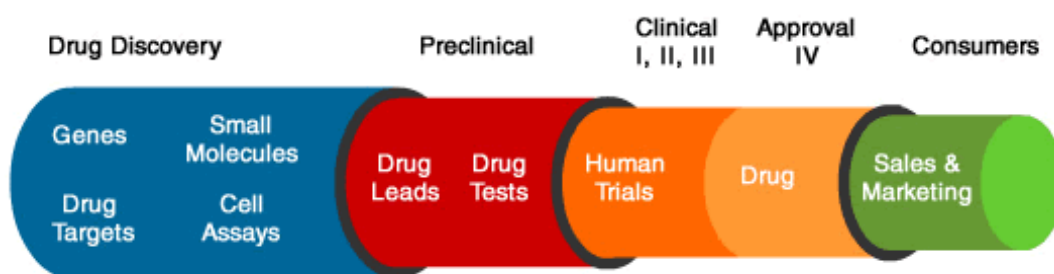 Drug Discovery
Preclinical
Clinical
I, II, III
Approval
IV
Consumers
Genes
Small
Molecules
Drug
Targets
Cell
Assays
Drug
Leads
Drug
Tests
Human
Trials
Drug
Sales &
Marketing